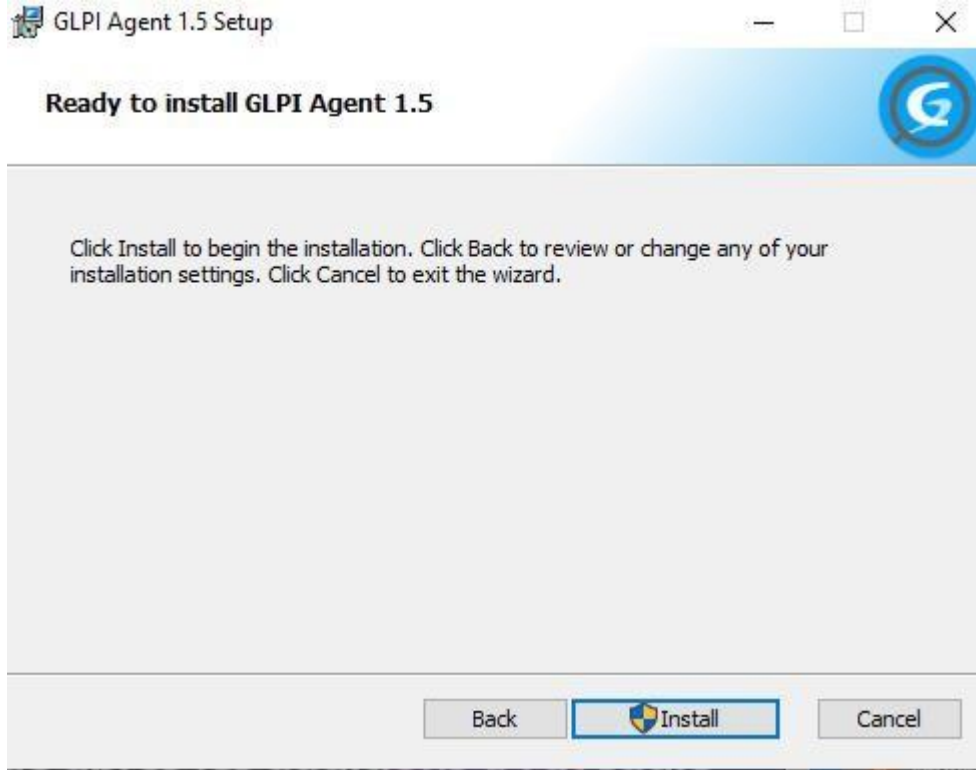 GLPI Agent 1.5 Setup
Ready to install GLPI Agent 1.5
Click Install to begin the installation. Click Back to review or change any of your
installation settings. Click Cancel to exit the wizard.
Back
Install
Cancel